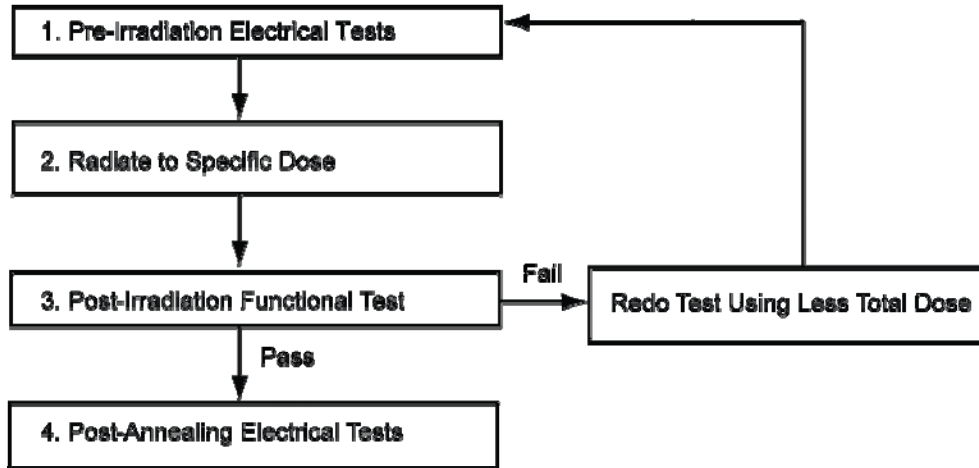 1. Pre-Irradiation Electrical Tests
2. Radiate to Specific Dose
3. Post-Irradiation Functional Test
Fail
Redo Test Using Less Total Dose
Pass
4. Post-Annealing Electrical Tests